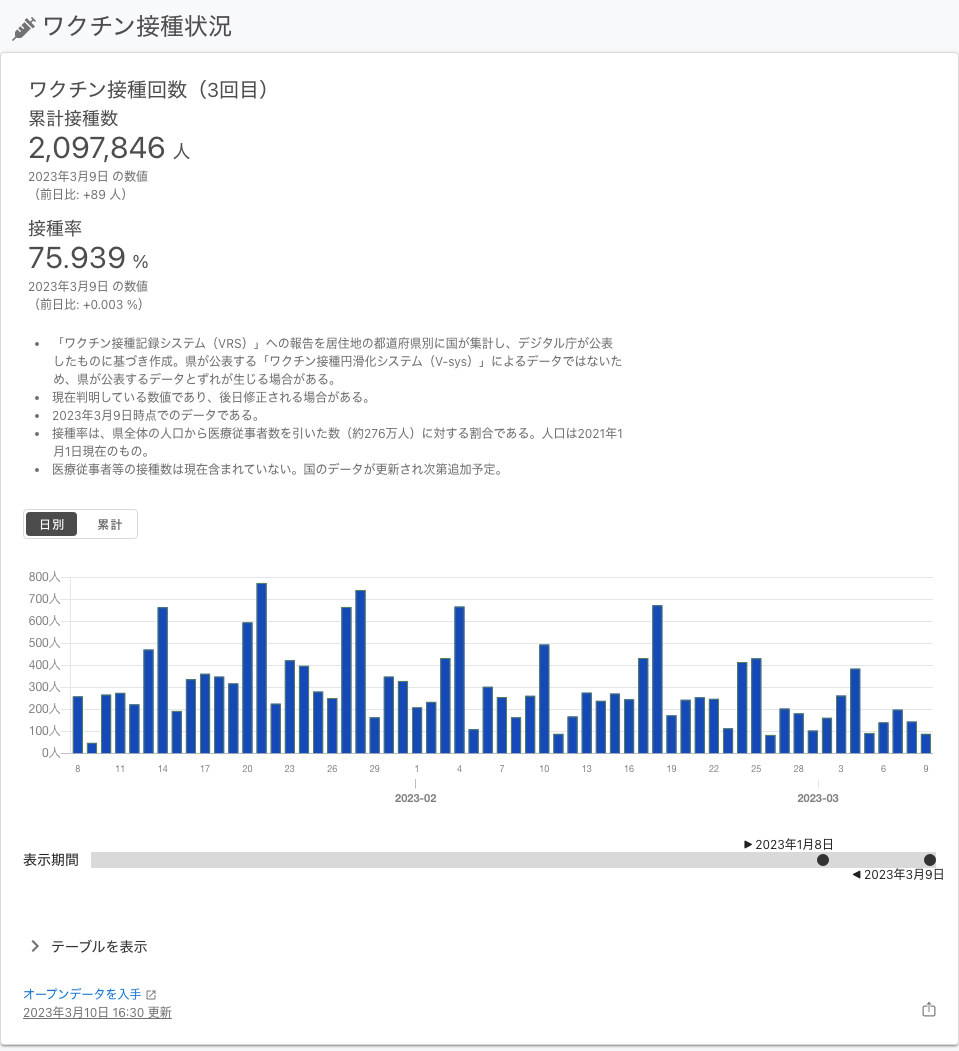 ワクチン接種状況
ワクチン接種回数（3回目）
累計接種数
2,097,846 人
2023年3月9日 の数値
（前日比: +89 人）
接種率
75.939 %
2023年3月9日 の数値
（前日比: +0.003 %）
• 「ワクチン接種記録システム（VRS）」への報告を居住地の都道府県別に国が集計し、デジタル庁が公表
したものに基づき作成。県が公表する「ワクチン接種円滑化システム（V-sys）」によるデータではないた
め、県が公表するデータとずれが生じる場合がある。
• 現在判明している数値であり、後日修正される場合がある。
• 2023年3月9日時点でのデータである。
• 接種率は、県全体の人口から医療従事者数を引いた数（約276万人）に対する割合である。人口は2021年1
月1日現在のもの。
• 医療従事者等の接種数は現在含まれていない。国のデータが更新され次第追加予定。
日別 累計
800人
700人
600人
500人
400人
300人
200人
100人
0人
8 11 14 17 20 23 26 29 1 4 7 10 13 16 19 22 25 28 3 6 9
2023-02 2023-03
▶ 2023年1月8日
表示期間
◀ 2023年3月9日
テーブルを表示
オープンデータを入手
2023年3月10日 16:30 更新